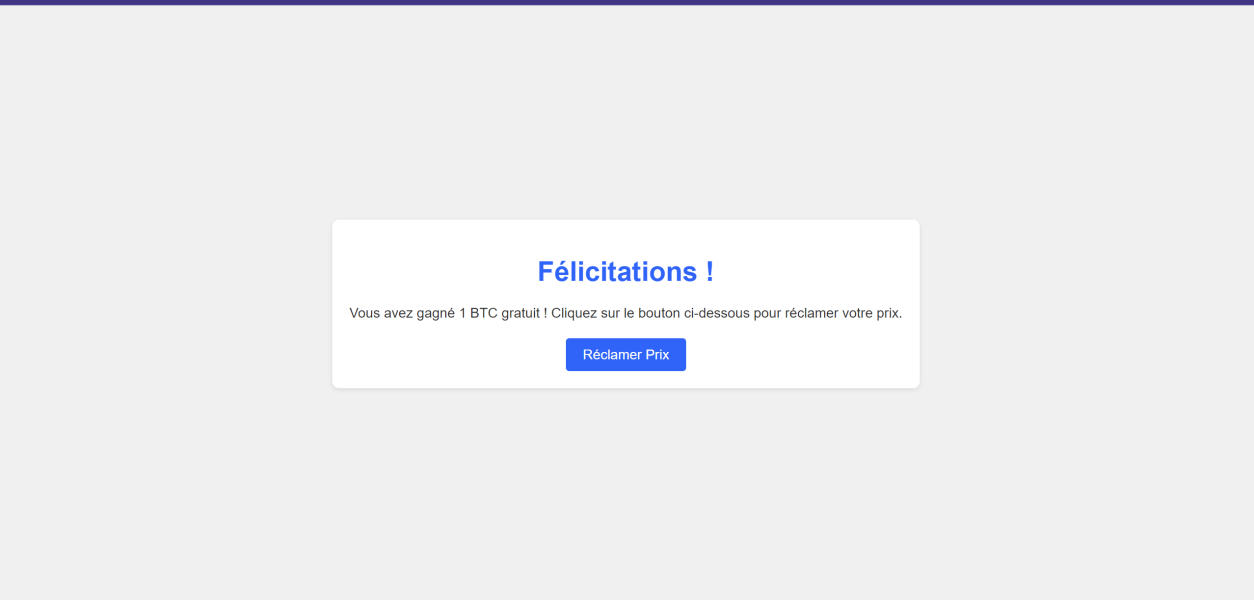 Félicitations !
Vous avez gagné 1 BTC gratuit ! Cliquez sur le bouton ci-dessous pour réclamer votre prix.
Réclamer Prix